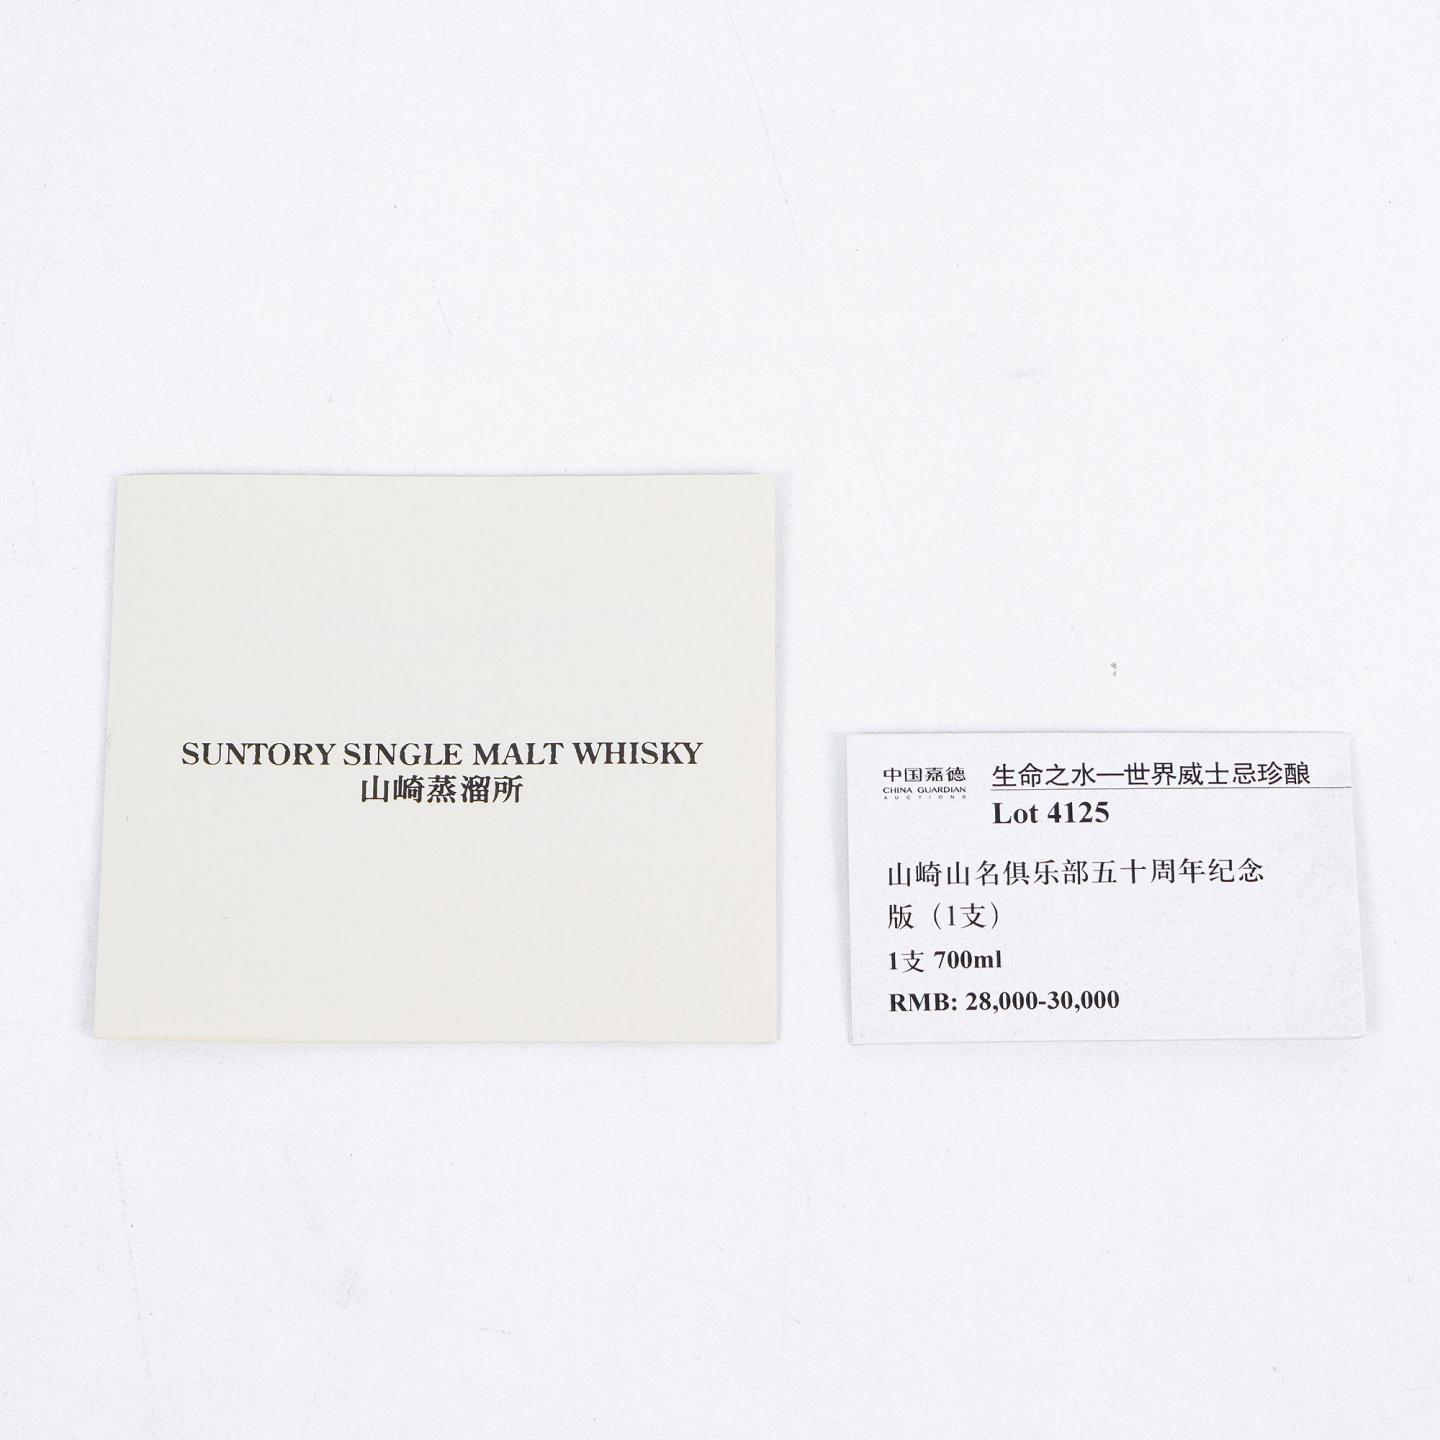 SUNTORY SINGLE MALT WHISKY
山崎蒸溜所
中国嘉德
CHINA GUARDIAN
AUCTIONS
生命之水—世界威士忌珍酿
Lot 4125
山崎山名俱乐部五十周年纪念
版（1支）
1支 700ml
RMB: 28,000-30,000